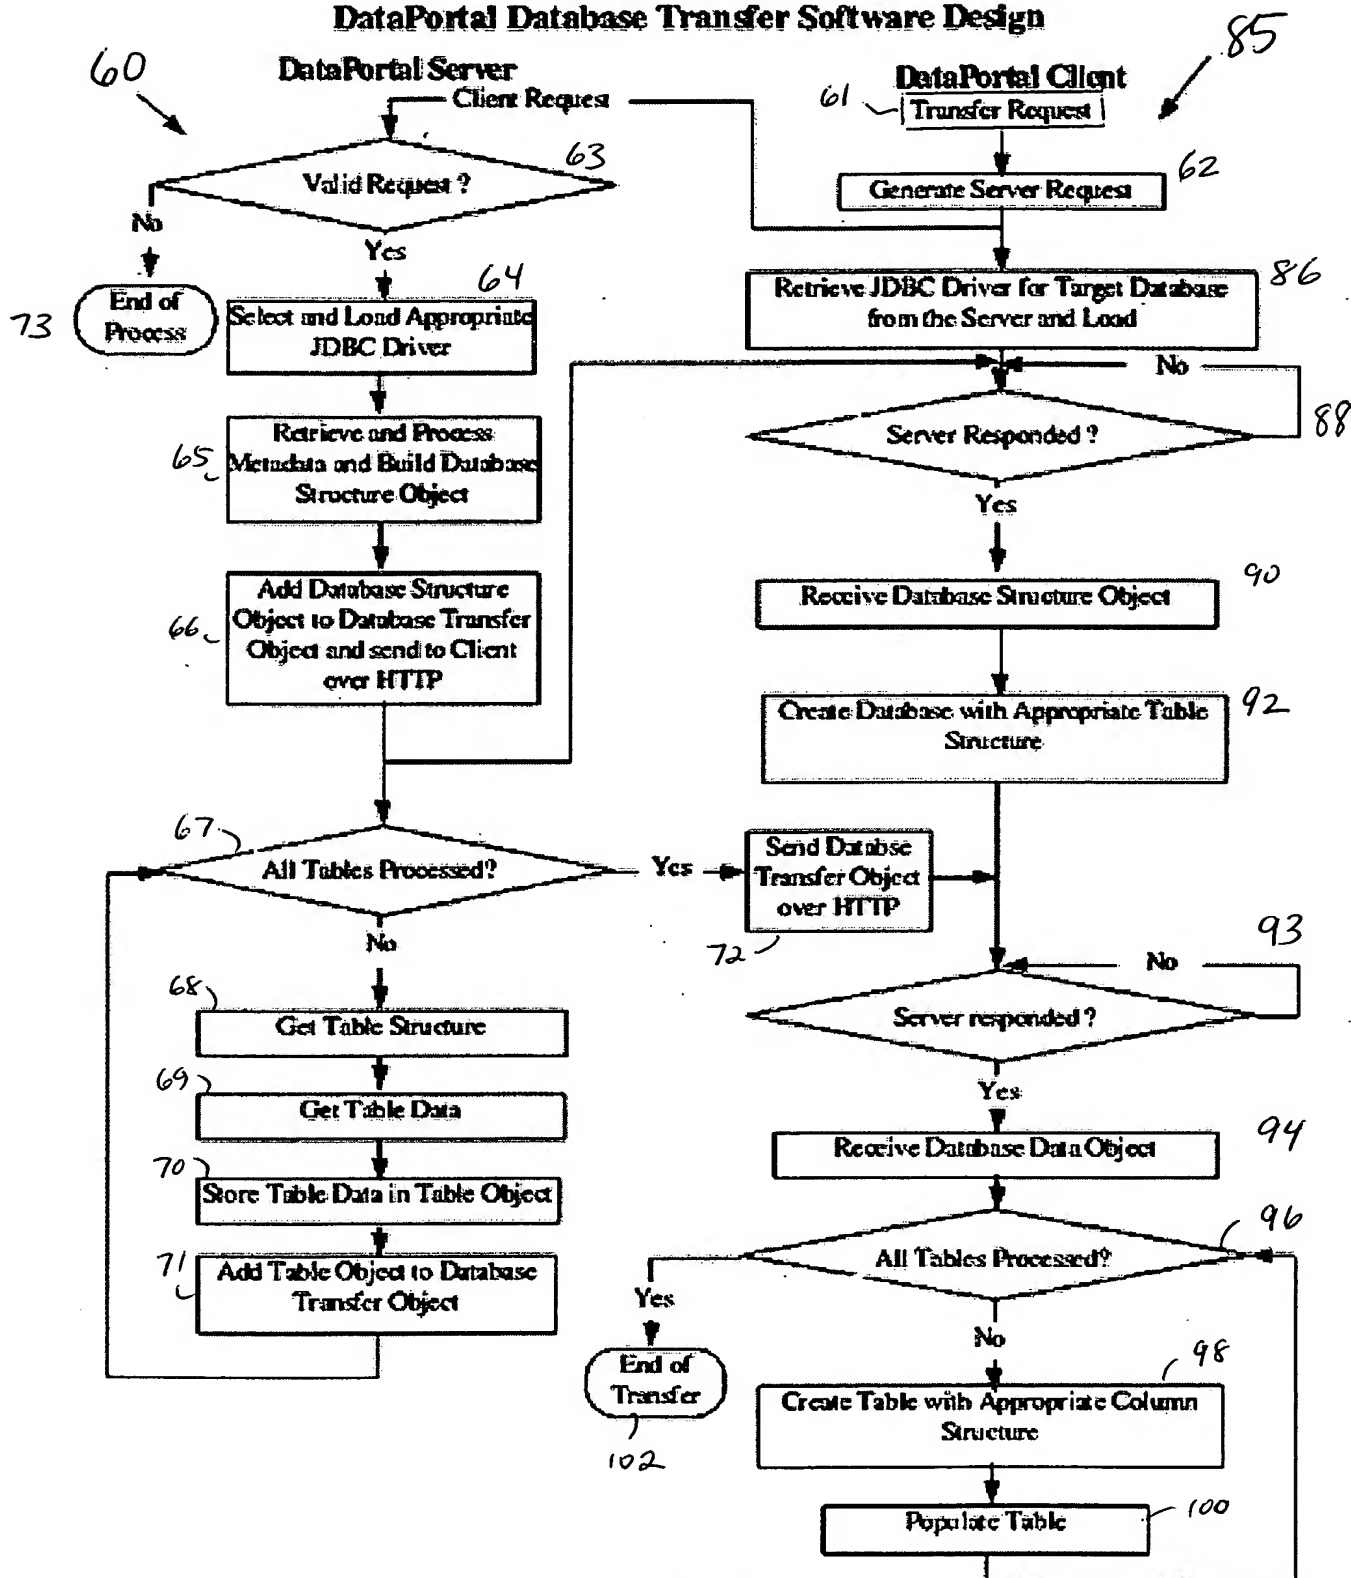 DataPortal Database Transfer Software Design
60
85
DataPortal Server
DataPortal Client
Client Request
61
Transfer Request
63
Valid Request ?
62
Generate Server Request
No
Yes
64
86
73
End of
Process
Select and Load Appropriate
JDBC Driver
Retrieve JDBC Driver for Target Database
from the Server and Load
No
65
Retrieve and Process
Metadata and Build Database
Structure Object
Server Responded ?
88
Yes
66
Add Database Structure
Object to Database Transfer
Object and send to Client
over HTTP
Receive Database Structure Object
90
Create Database with Appropriate Table
Structure
92
67
All Tables Processed?
Yes
Send Databse
Transfer Object
over HTTP
72
No
93
No
68
Get Table Structure
Server responded ?
69
Get Table Data
Yes
Receive Database Data Object
94
70
Store Table Data in Table Object
96
71
Add Table Object to Database
Transfer Object
All Tables Processed?
Yes
No
End of
Transfer
102
98
Create Table with Appropriate Column
Structure
Populate Table
100